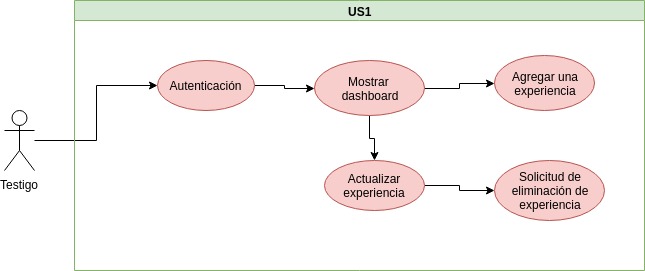 US1
Autenticación
Mostrar
dashboard
Agregar una
experiencia
Testigo
Actualizar
experiencia
Solicitud de
eliminación de
experiencia